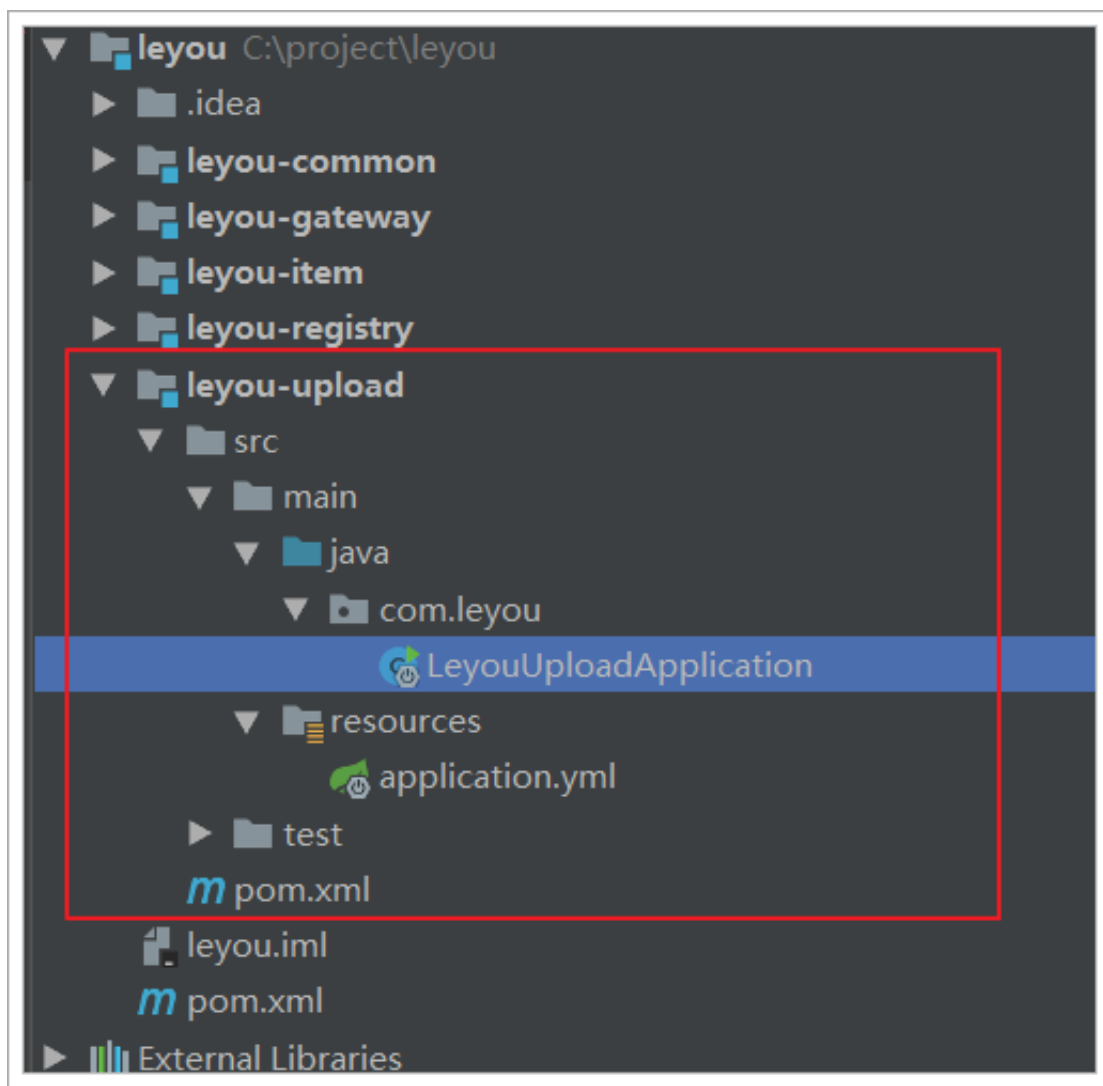 leyou C:\project\leyou
.idea
leyou-common
leyou-gateway
leyou-item
leyou-registry
leyou-upload
src
main
java
com.leyou
LeyouUploadApplication
resources
application.yml
test
pom.xml
leyou.iml
pom.xml
External Libraries